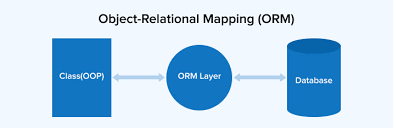 Object-Relational Mapping (ORM)
Class(OOP)
ORM Layer
Database